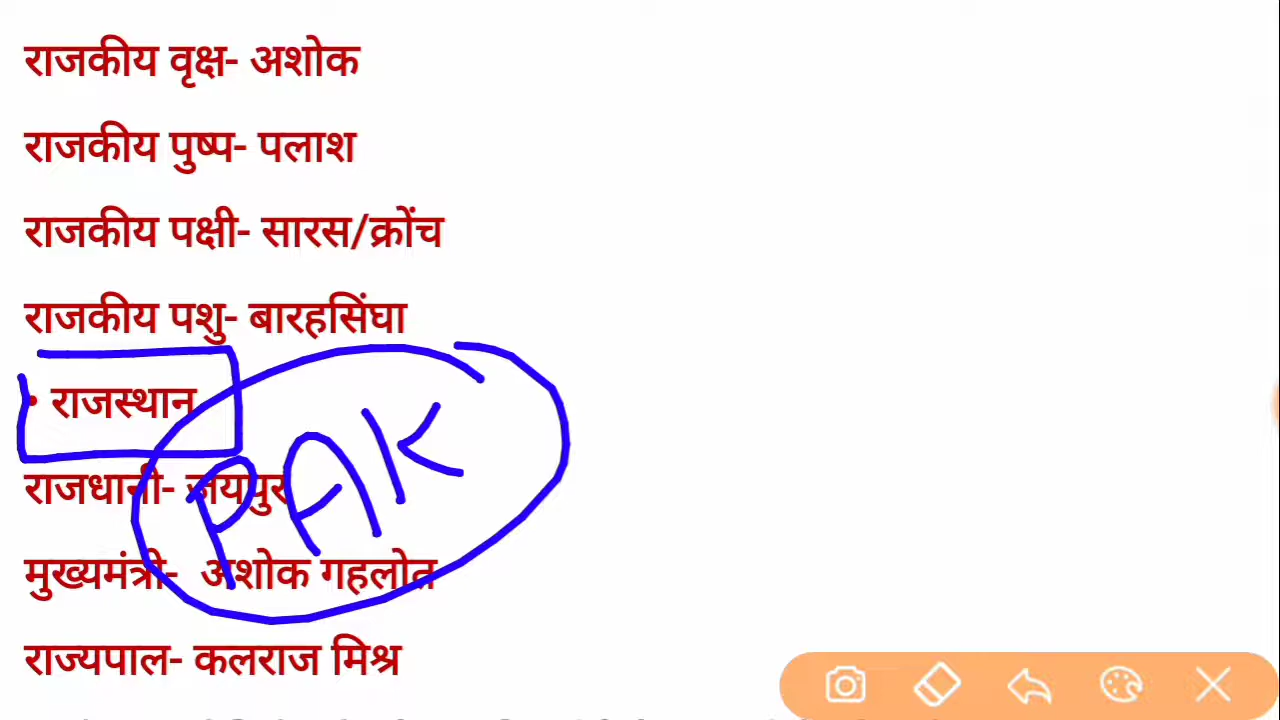 राजकीय वृक्ष- अशोक
राजकीय पुष्प- पलाश
राजकीय पक्षी- सारस/क्रोंच
राजकीय पशु- बारहसिंघा
• राजस्थान
PAK
राजधानी- जयपुर
मुख्यमंत्री- अशोक गहलोत
राज्यपाल- कलराज मिश्र